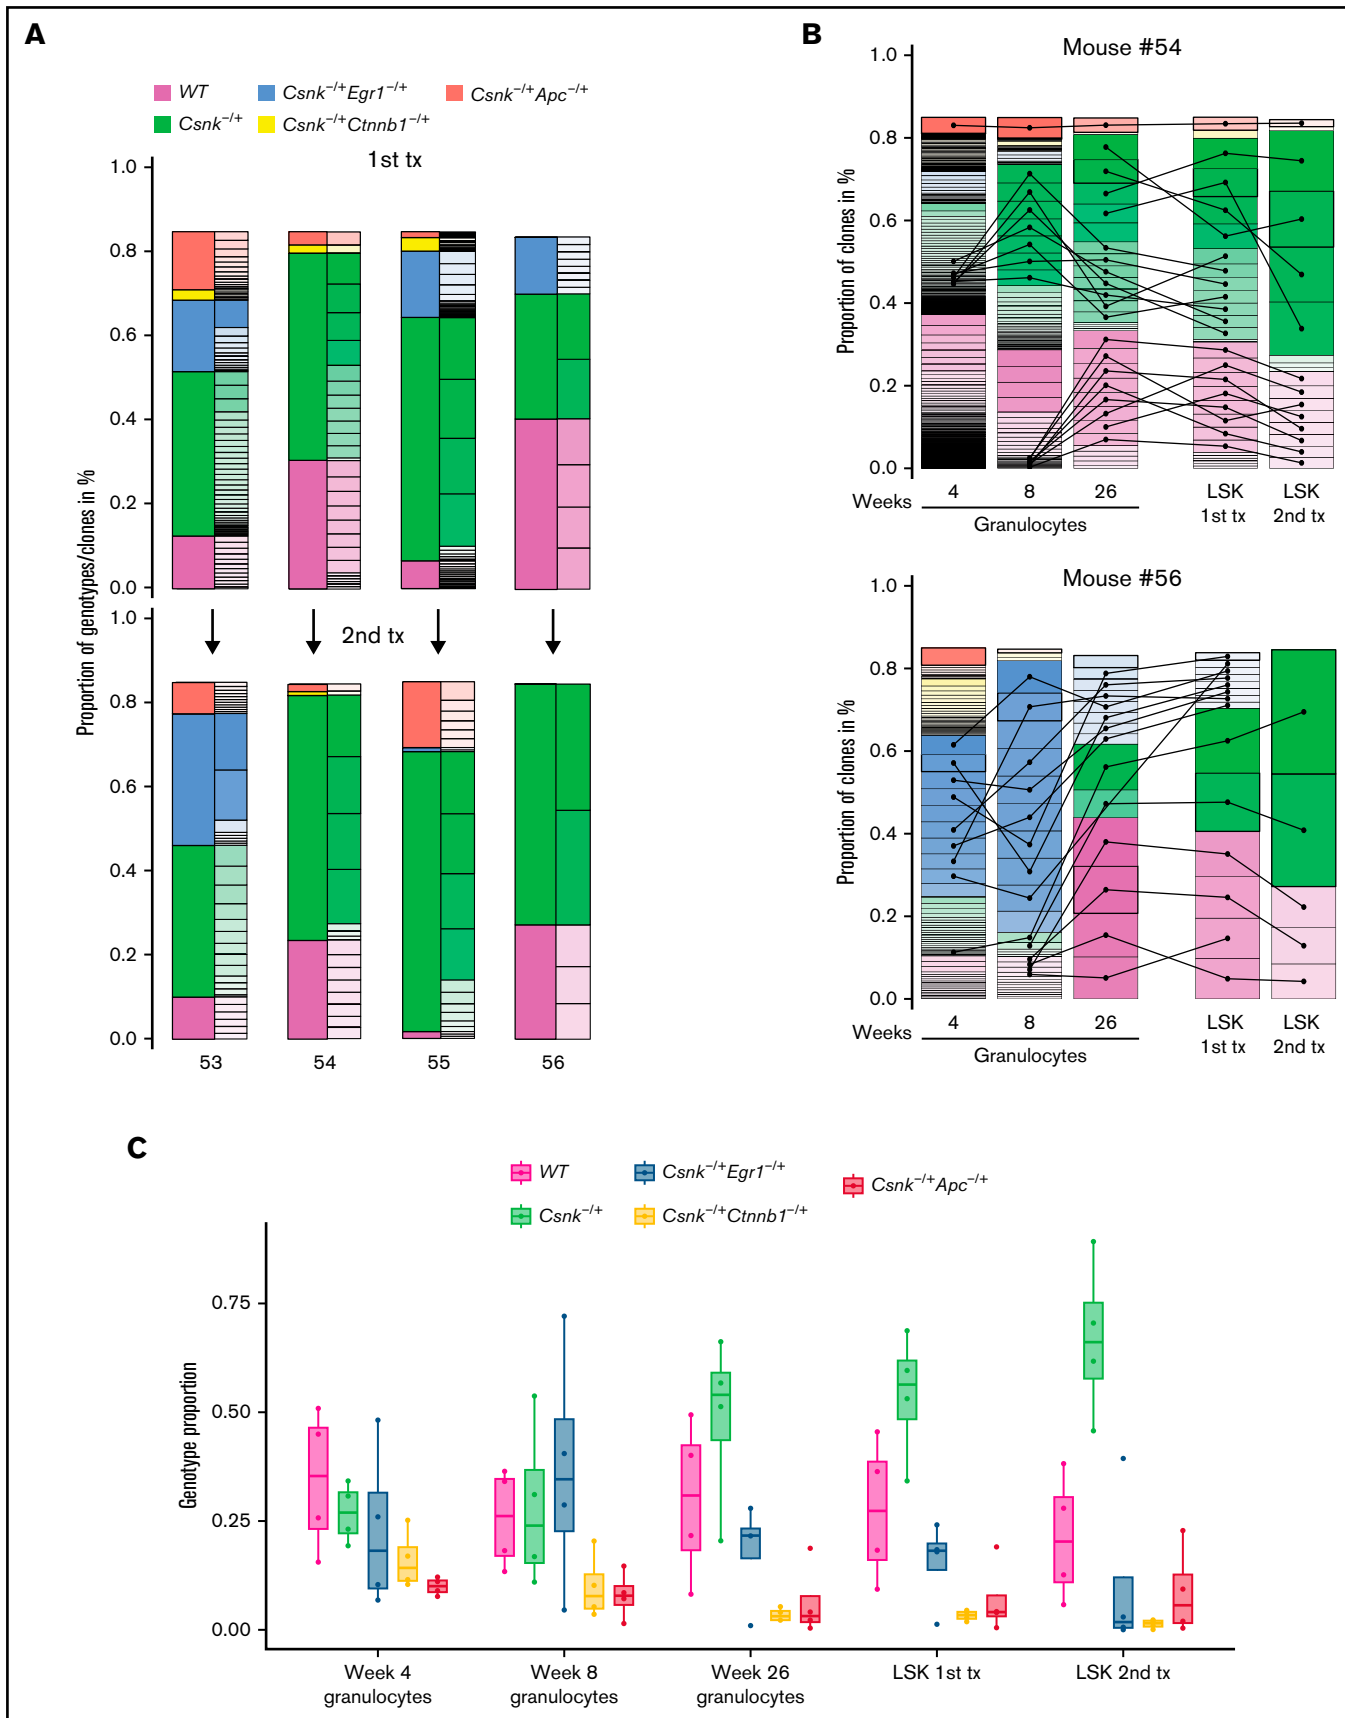 A
WT
Csnk−/+Egr1−/+
Csnk−/+Apc−/+
Csnk−/+
Csnk−/+Ctnnb1−/+
1st tx
1.0
0.8
0.6
0.4
0.2
0.0
Proportion of genotypes/clones in %
2nd tx
1.0
0.8
0.6
0.4
0.2
0.0
53
54
55
56
B
Mouse #54
Proportion of clones in %
1.0
0.8
0.6
0.4
0.2
0.0
Weeks
4
8
26
LSK
1st tx
LSK
2nd tx
Granulocytes
Mouse #56
Proportion of clones in %
1.0
0.8
0.6
0.4
0.2
0.0
Weeks
4
8
26
LSK
1st tx
LSK
2nd tx
Granulocytes
C
WT
Csnk−/+Egr1−/+
Csnk−/+Apc−/+
Csnk−/+
Csnk−/+Ctnnb1−/+
Genotype proportion
0.75
0.50
0.25
0.00
Week 4
granulocytes
Week 8
granulocytes
Week 26
granulocytes
LSK 1st tx
LSK 2nd tx